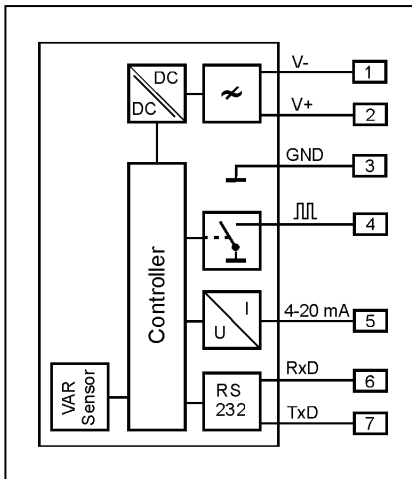 V-
1
DC
DC
V+
2
GND
3
4
Controller
I
U
4-20 mA
5
VAR
Sensor
RS
232
RxD
6
TxD
7